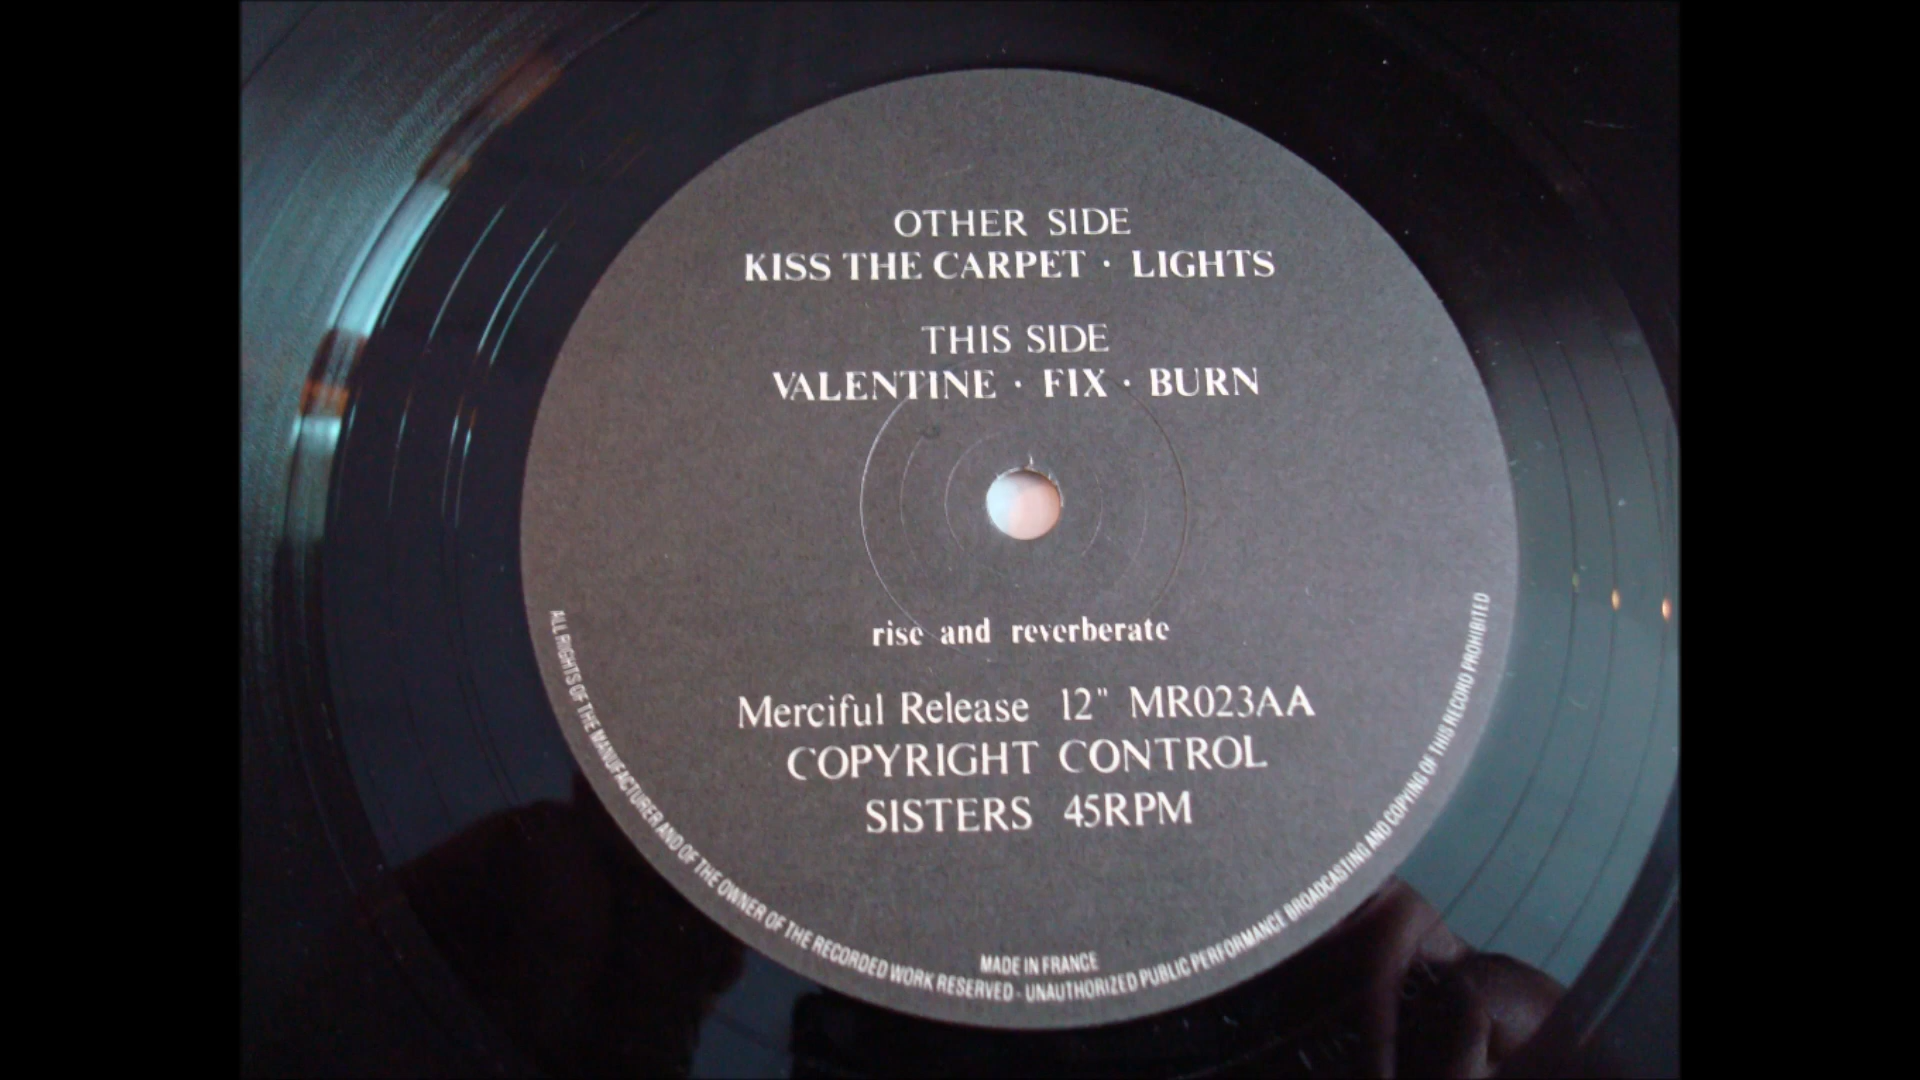 OTHER SIDE
KISS THE CARPET · LIGHTS
THIS SIDE
VALENTINE · FIX · BURN
rise and reverberate
Merciful Release 12" MR023AA
COPYRIGHT CONTROL
SISTERS 45RPM
MADE IN FRANCE
ALL RIGHTS OF THE MANUFACTURER AND OF THE OWNER OF THE RECORDED WORK RESERVED · UNAUTHORIZED PUBLIC PERFORMANCE BROADCASTING AND COPYING OF THIS RECORD PROHIBITED